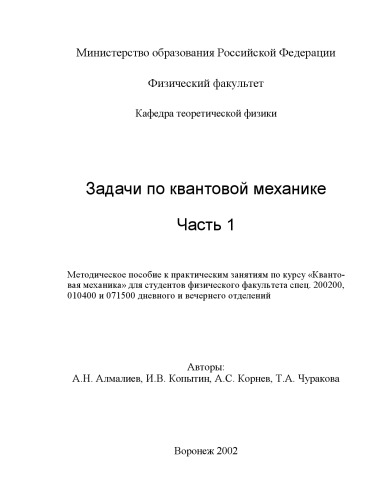 Министерство образования Российской Федерации
Физический факультет
Кафедра теоретической физики
Задачи по квантовой механике
Часть 1
Методическое пособие к практическим занятиям по курсу «Кванто-
вая механика» для студентов физического факультета спец. 200200,
010400 и 071500 дневного и вечернего отделений
Авторы:
А.Н. Алмалиев, И.В. Копытин, А.С. Корнев, Т.А. Чуракова
Воронеж 2002